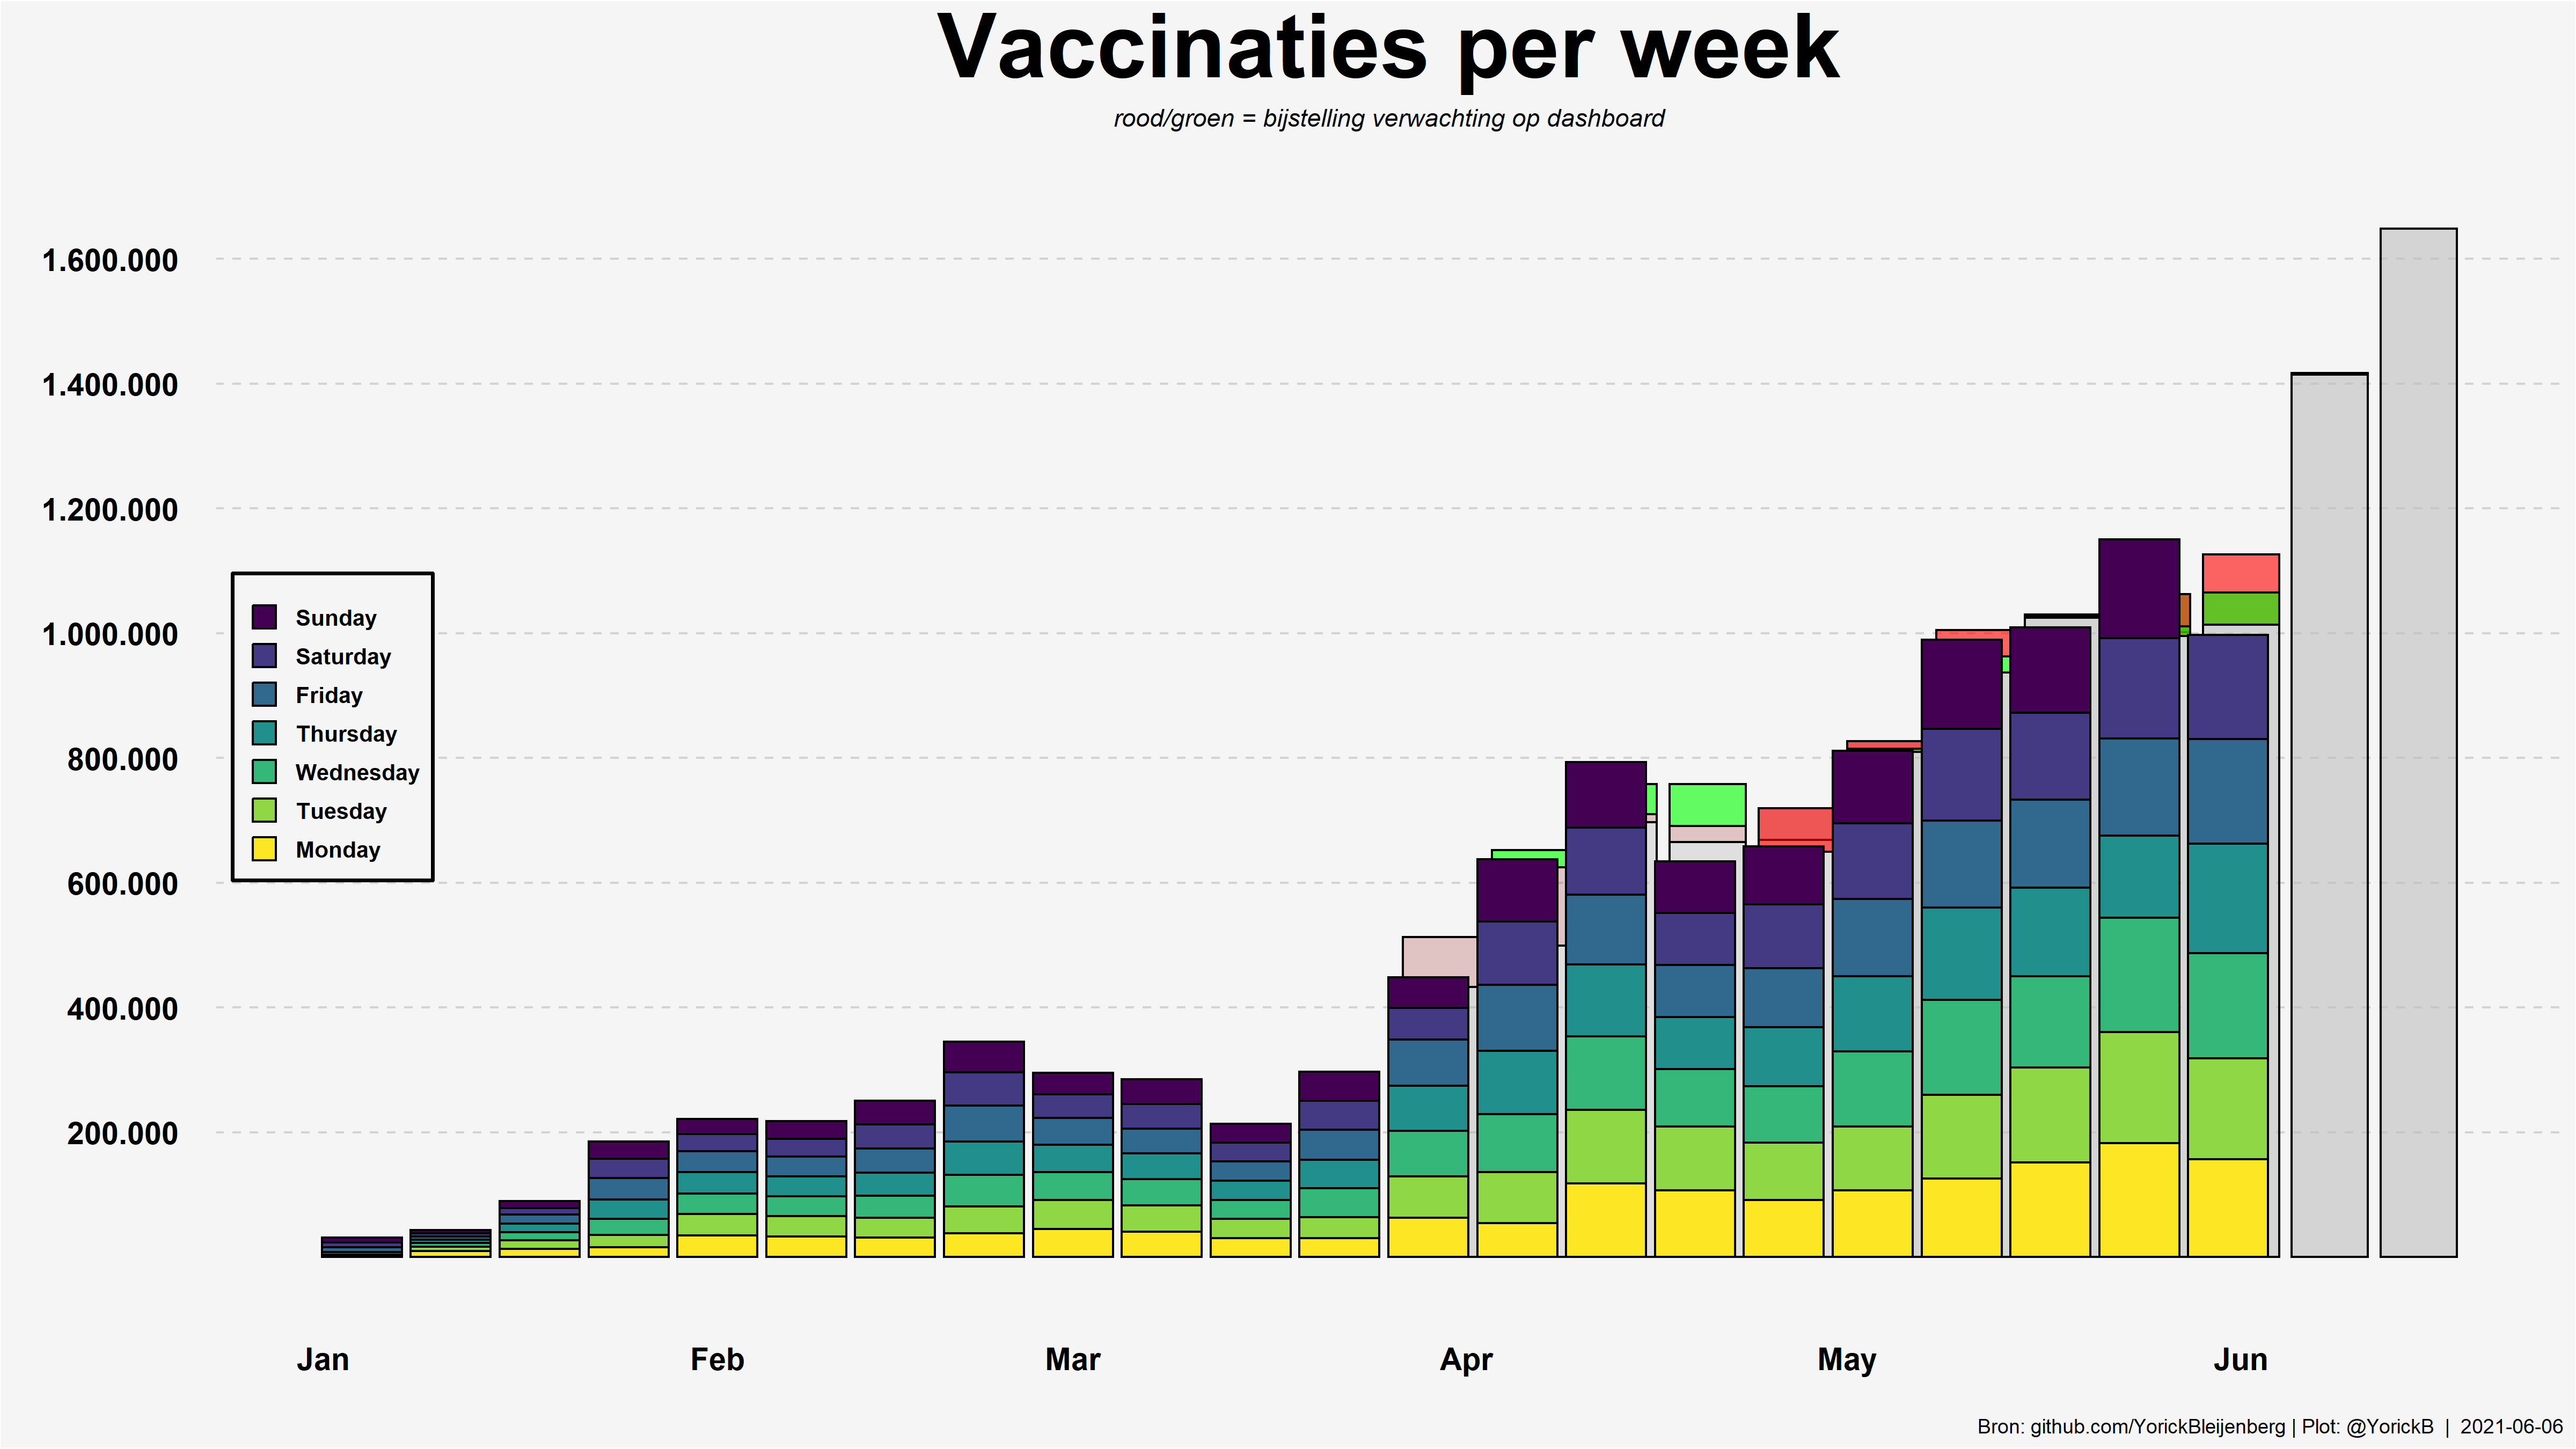 Vaccinaties per week
rood/groen = bijstelling verwachting op dashboard
1.600.000
1.400.000
1.200.000
1.000.000
800.000
600.000
400.000
200.000
Sunday
Saturday
Friday
Thursday
Wednesday
Tuesday
Monday
Jan Feb Mar Apr May Jun
Bron: github.com/YorickBleijenberg | Plot: @YorickB | 2021-06-06